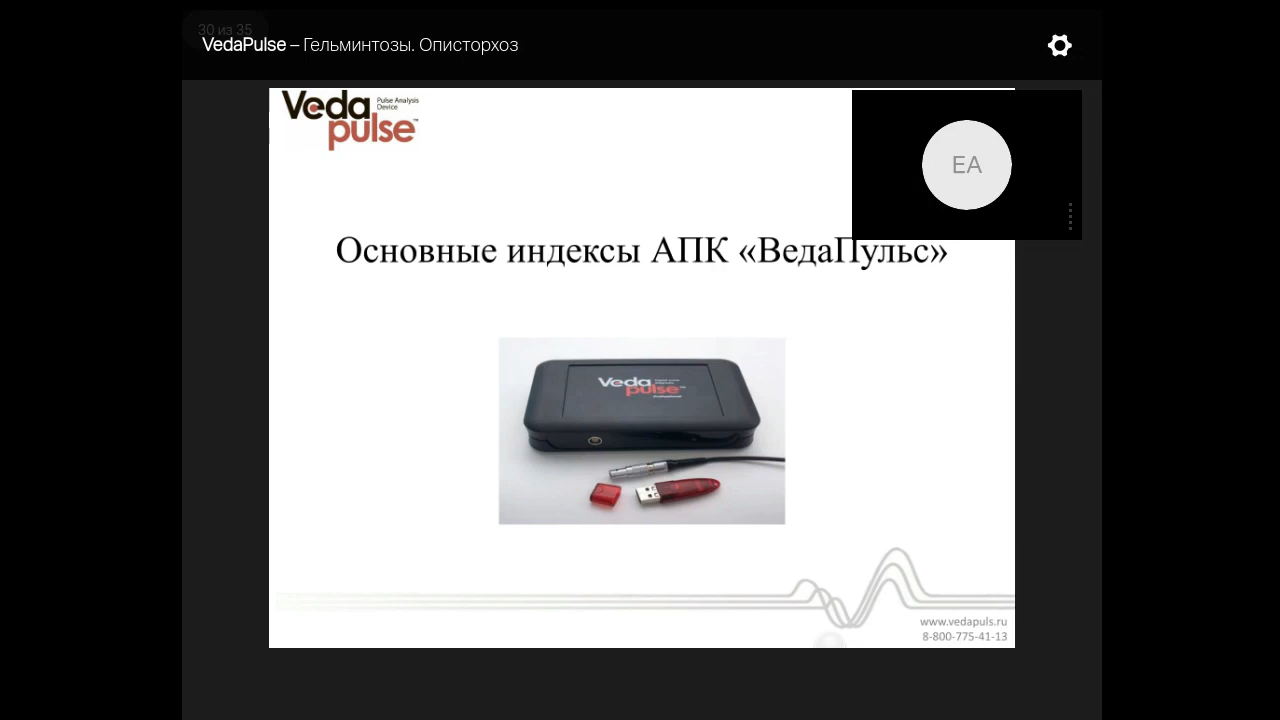 30 из 35
VedaPulse – Гельминтозы. Описторхоз
Veda
Pulse Analysis
Device
pulse™
EA
Основные индексы АПК «ВедаПульс»
Veda
pulse
www.vedapuls.ru
8-800-775-41-13